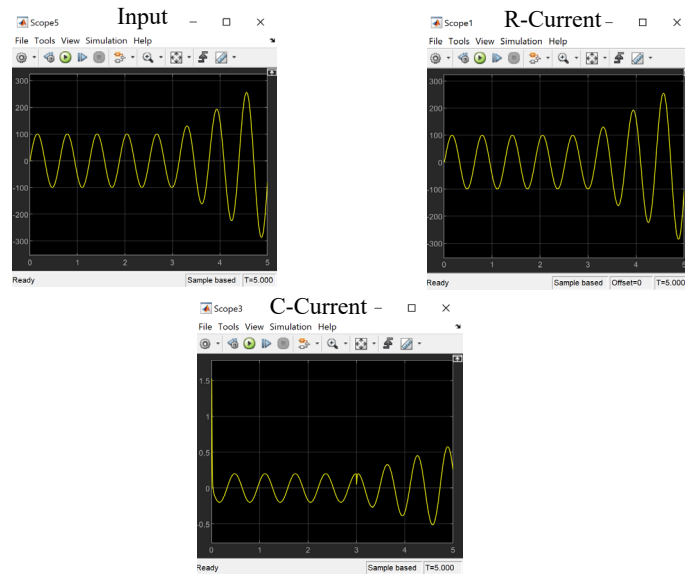 Input
Scope5
File Tools View Simulation Help
300
200
100
0
-100
-200
-300
0 1 2 3 4 5
Ready Sample based T=5.000
R-Current
Scope1
File Tools View Simulation Help
300
200
100
0
-100
-200
-300
0 1 2 3 4 5
Ready Sample based Offset=0 T=5.000
C-Current
Scope3
File Tools View Simulation Help
1.5
1
0.5
0
-0.5
0 1 2 3 4 5
Ready Sample based T=5.000